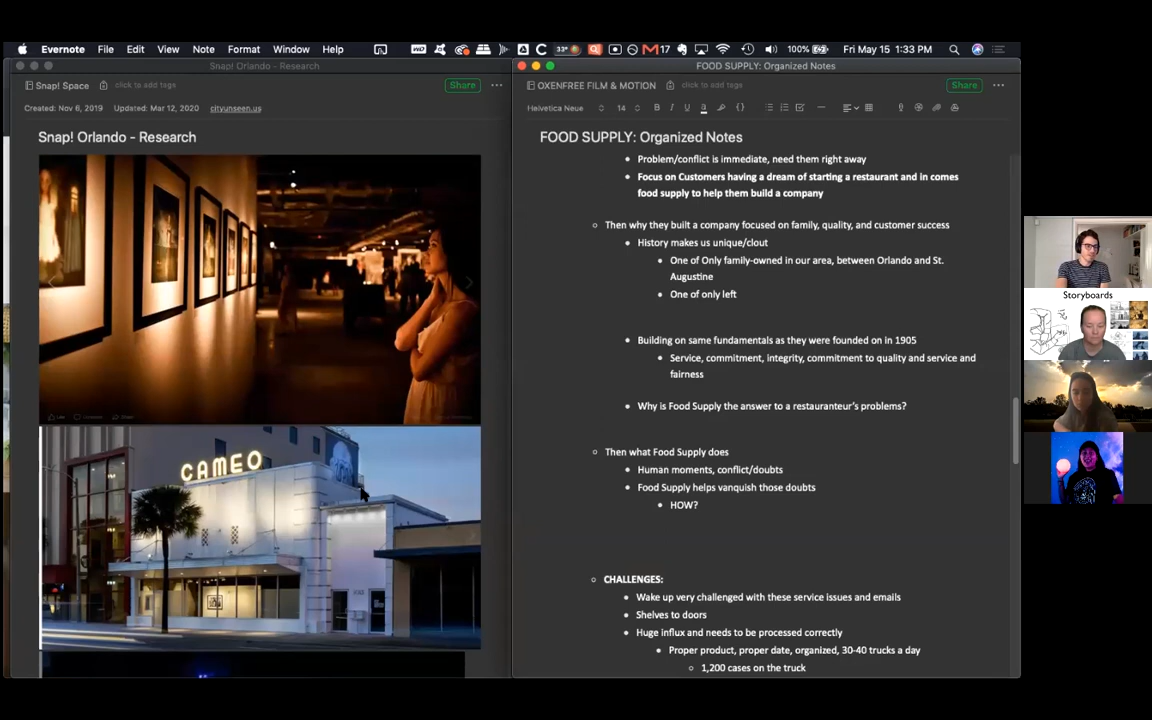 Evernote File Edit View Note Format Window Help
33° 17 100% Fri May 15 1:33 PM
Snap! Orlando - Research
Snap! Space click to add tags Share
Created: Nov 6, 2019 Updated: Mar 12, 2020 cityunseen.us
Snap! Orlando - Research
CAMEO
FOOD SUPPLY: Organized Notes
OXENFREE FILM & MOTION click to add tags Share
Helvetica Neue 14 B I U a {}
FOOD SUPPLY: Organized Notes
Problem/conflict is immediate, need them right away
Focus on Customers having a dream of starting a restaurant and in comes
food supply to help them build a company
Then why they built a company focused on family, quality, and customer success
History makes us unique/clout
One of Only family-owned in our area, between Orlando and St.
Augustine
One of only left
Building on same fundamentals as they were founded on in 1905
Service, commitment, integrity, commitment to quality and service and
fairness
Why is Food Supply the answer to a restauranteur's problems?
Then what Food Supply does
Human moments, conflict/doubts
Food Supply helps vanquish those doubts
HOW?
CHALLENGES:
Wake up very challenged with these service issues and emails
Shelves to doors
Huge influx and needs to be processed correctly
Proper product, proper date, organized, 30-40 trucks a day
1,200 cases on the truck
Storyboards